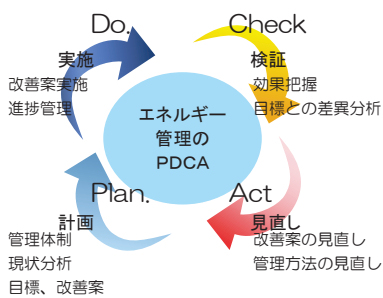 Do.
実施
改善案実施
進捗管理
Check
検証
効果把握
目標との差異分析
エネルギー
管理の
PDCA
Plan.
計画
管理体制
現状分析
目標、改善案
Act
見直し
改善案の見直し
管理方法の見直し